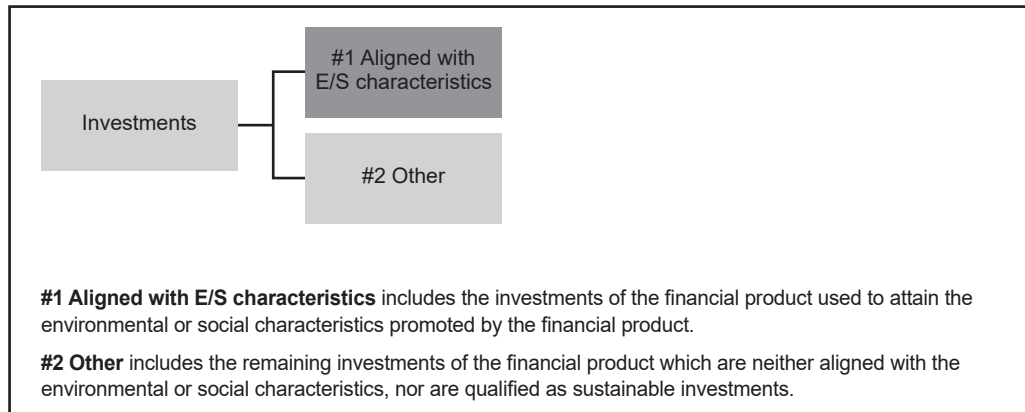 #1 Aligned with
E/S characteristics
Investments
#2 Other
#1 Aligned with E/S characteristics includes the investments of the financial product used to attain the
environmental or social characteristics promoted by the financial product.
#2 Other includes the remaining investments of the financial product which are neither aligned with the
environmental or social characteristics, nor are qualified as sustainable investments.